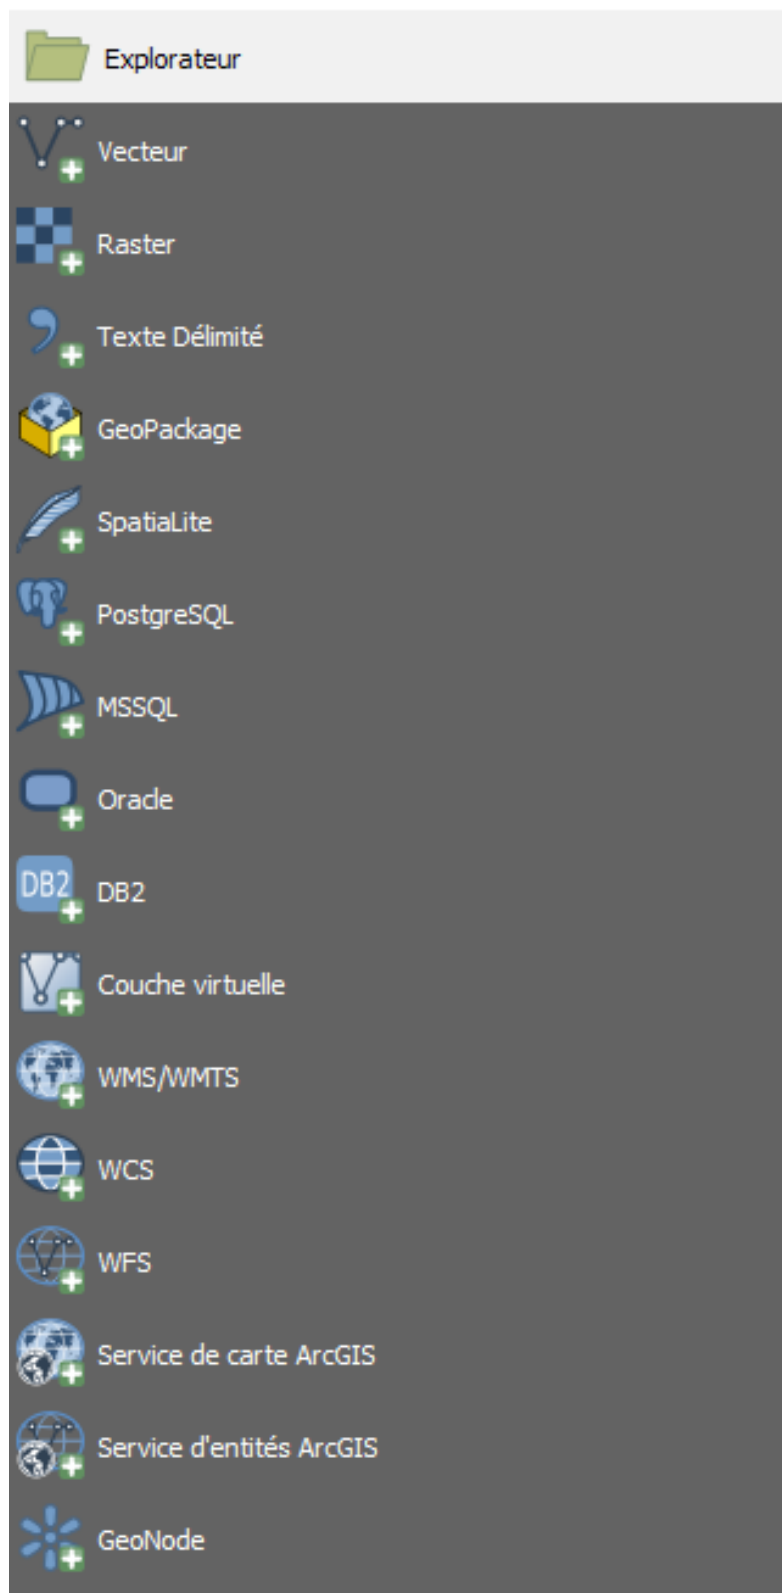 Explorateur
Vecteur
Raster
Texte Délimité
GeoPackage
SpatiaLite
PostgreSQL
MSSQL
Oracle
DB2
DB2
Couche virtuelle
WMS/WMTS
WCS
WFS
Service de carte ArcGIS
Service d'entités ArcGIS
GeoNode